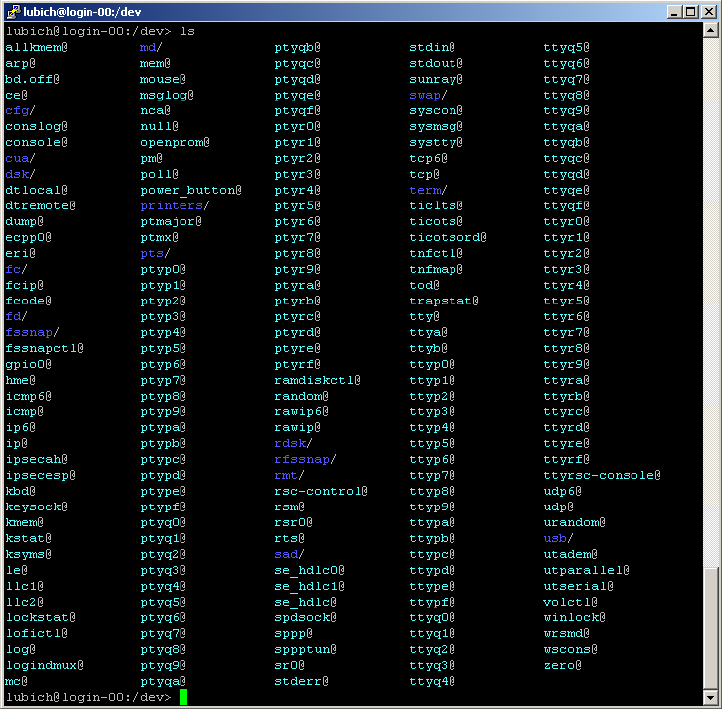 lubich@login-00:/dev
lubich@login-00:/dev> ls
allkmem@ md/ ptyqb@ stdin@ ttyq5@
arp@ mem@ ptyqc@ stdout@ ttyq6@
bd.off@ mouse@ ptyqd@ sunray@ ttyq7@
ce@ msglog@ ptyqe@ swap/ ttyq8@
cfg/ nca@ ptyqf@ syscon@ ttyq9@
conslog@ null@ ptyr0@ sysmsg@ ttyqa@
console@ openprom@ ptyr1@ systty@ ttyqb@
cua/ pm@ ptyr2@ tcp6@ ttyqc@
dsk/ poll@ ptyr3@ tcp@ ttyqd@
dtlocal@ power_button@ ptyr4@ term/ ttyqe@
dtremote@ printers/ ptyr5@ ticlts@ ttyqf@
dump@ ptmajor@ ptyr6@ ticots@ ttyr0@
ecpp0@ ptmx@ ptyr7@ ticotsord@ ttyr1@
eri@ pts/ ptyr8@ tnfctl@ ttyr2@
fc/ ptyp0@ ptyr9@ tnfmap@ ttyr3@
fcip@ ptyp1@ ptyra@ tod@ ttyr4@
fcode@ ptyp2@ ptyrb@ trapstat@ ttyr5@
fd/ ptyp3@ ptyrc@ tty@ ttyr6@
fssnap/ ptyp4@ ptyrd@ ttya@ ttyr7@
fssnapctl@ ptyp5@ ptyre@ ttyb@ ttyr8@
gpio0@ ptyp6@ ptyrf@ ttyp0@ ttyr9@
hme@ ptyp7@ ramdiskctl@ ttyp1@ ttyra@
icmp6@ ptyp8@ random@ ttyp2@ ttyrb@
icmp@ ptyp9@ rawip6@ ttyp3@ ttyrc@
ip6@ ptypa@ rawip@ ttyp4@ ttyrd@
ip@ ptypb@ rdsk/ ttyp5@ ttyre@
ipsecah@ ptypc@ rfssnap/ ttyp6@ ttyrf@
ipsecesp@ ptypd@ rmt/ ttyp7@ ttyrsc-console@
kbd@ ptype@ rsc-control@ ttyp8@ udp6@
keysock@ ptypf@ rsm@ ttyp9@ udp@
kmem@ ptyq0@ rsr0@ ttypa@ urandom@
kstat@ ptyq1@ rts@ ttypb@ usb/
ksyms@ ptyq2@ sad/ ttypc@ utadem@
le@ ptyq3@ se_hdlc0@ ttypd@ utparallel@
llc1@ ptyq4@ se_hdlc1@ ttype@ utserial@
llc2@ ptyq5@ se_hdlc@ ttypf@ volctl@
lockstat@ ptyq6@ spdsock@ ttyq0@ winlock@
lofictl@ ptyq7@ sppp@ ttyq1@ wrsmd@
log@ ptyq8@ sppptun@ ttyq2@ wscons@
logindmux@ ptyq9@ sr0@ ttyq3@ zero@
mc@ ptyqa@ stderr@ ttyq4@
lubich@login-00:/dev>